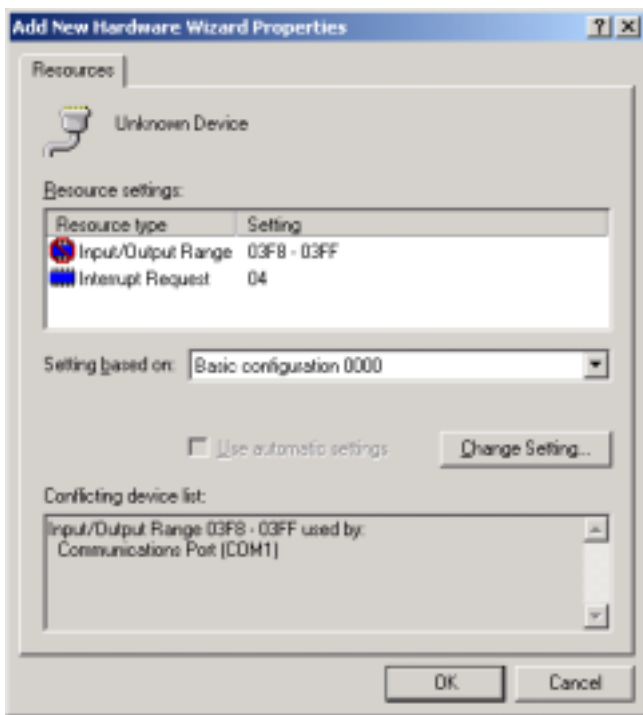 Add New Hardware Wizard Properties
Resources
Unknown Device
Resource settings:
Resource type Setting
Input/Output Range 03F8 - 03FF
Interrupt Request 04
Setting based on: Basic configuration 0000
Use automatic settings Change Setting...
Conflicting device list:
Input/Output Range 03F8 - 03FF used by:
Communications Port (COM1)
OK Cancel